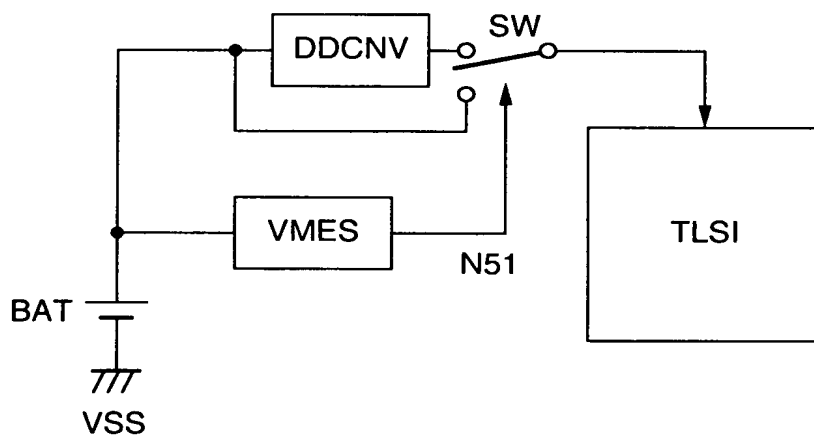 SW
DDCNV
VMES
TLSI
N51
BAT
VSS